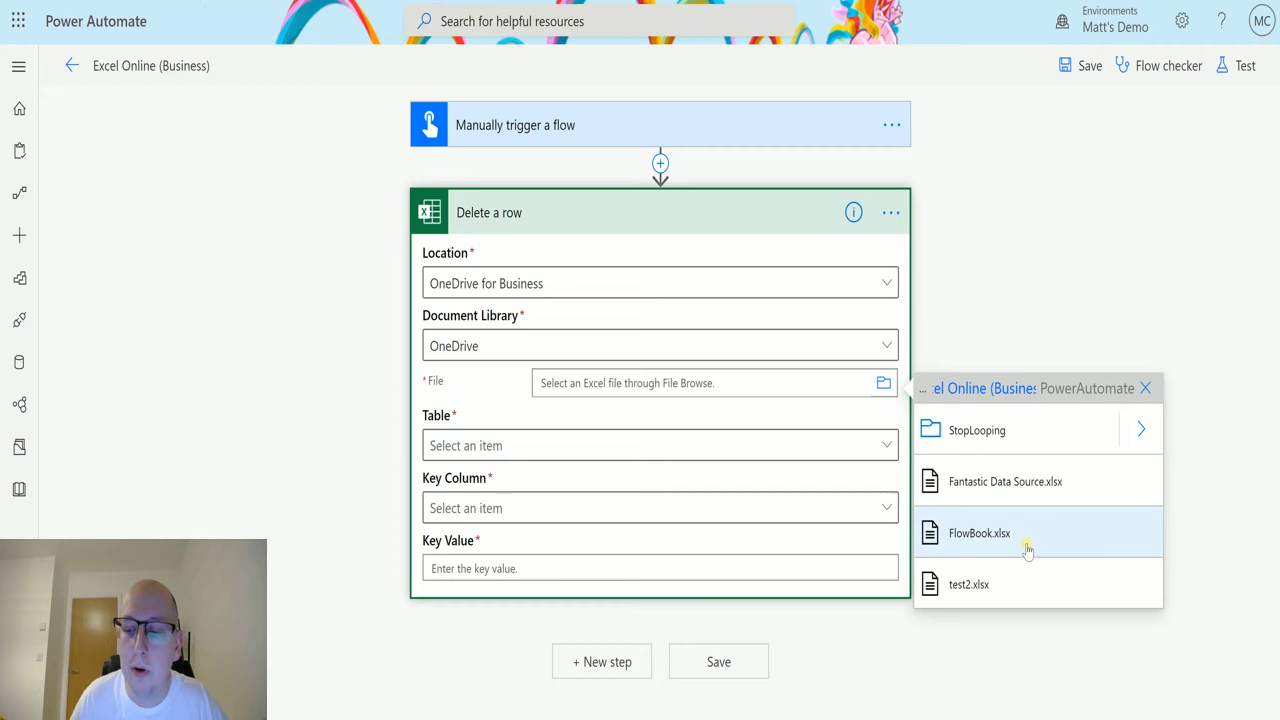 Power Automate
Search for helpful resources
Environments
Matt's Demo
MC
Excel Online (Business)
Save
Flow checker
Test
Manually trigger a flow
Delete a row
Location*
OneDrive for Business
Document Library*
OneDrive
* File
Select an Excel file through File Browse.
Table*
Select an item
Key Column*
Select an item
Key Value*
Enter the key value.
... cel Online (Busines PowerAutomate
StopLooping
Fantastic Data Source.xlsx
FlowBook.xlsx
test2.xlsx
+ New step
Save